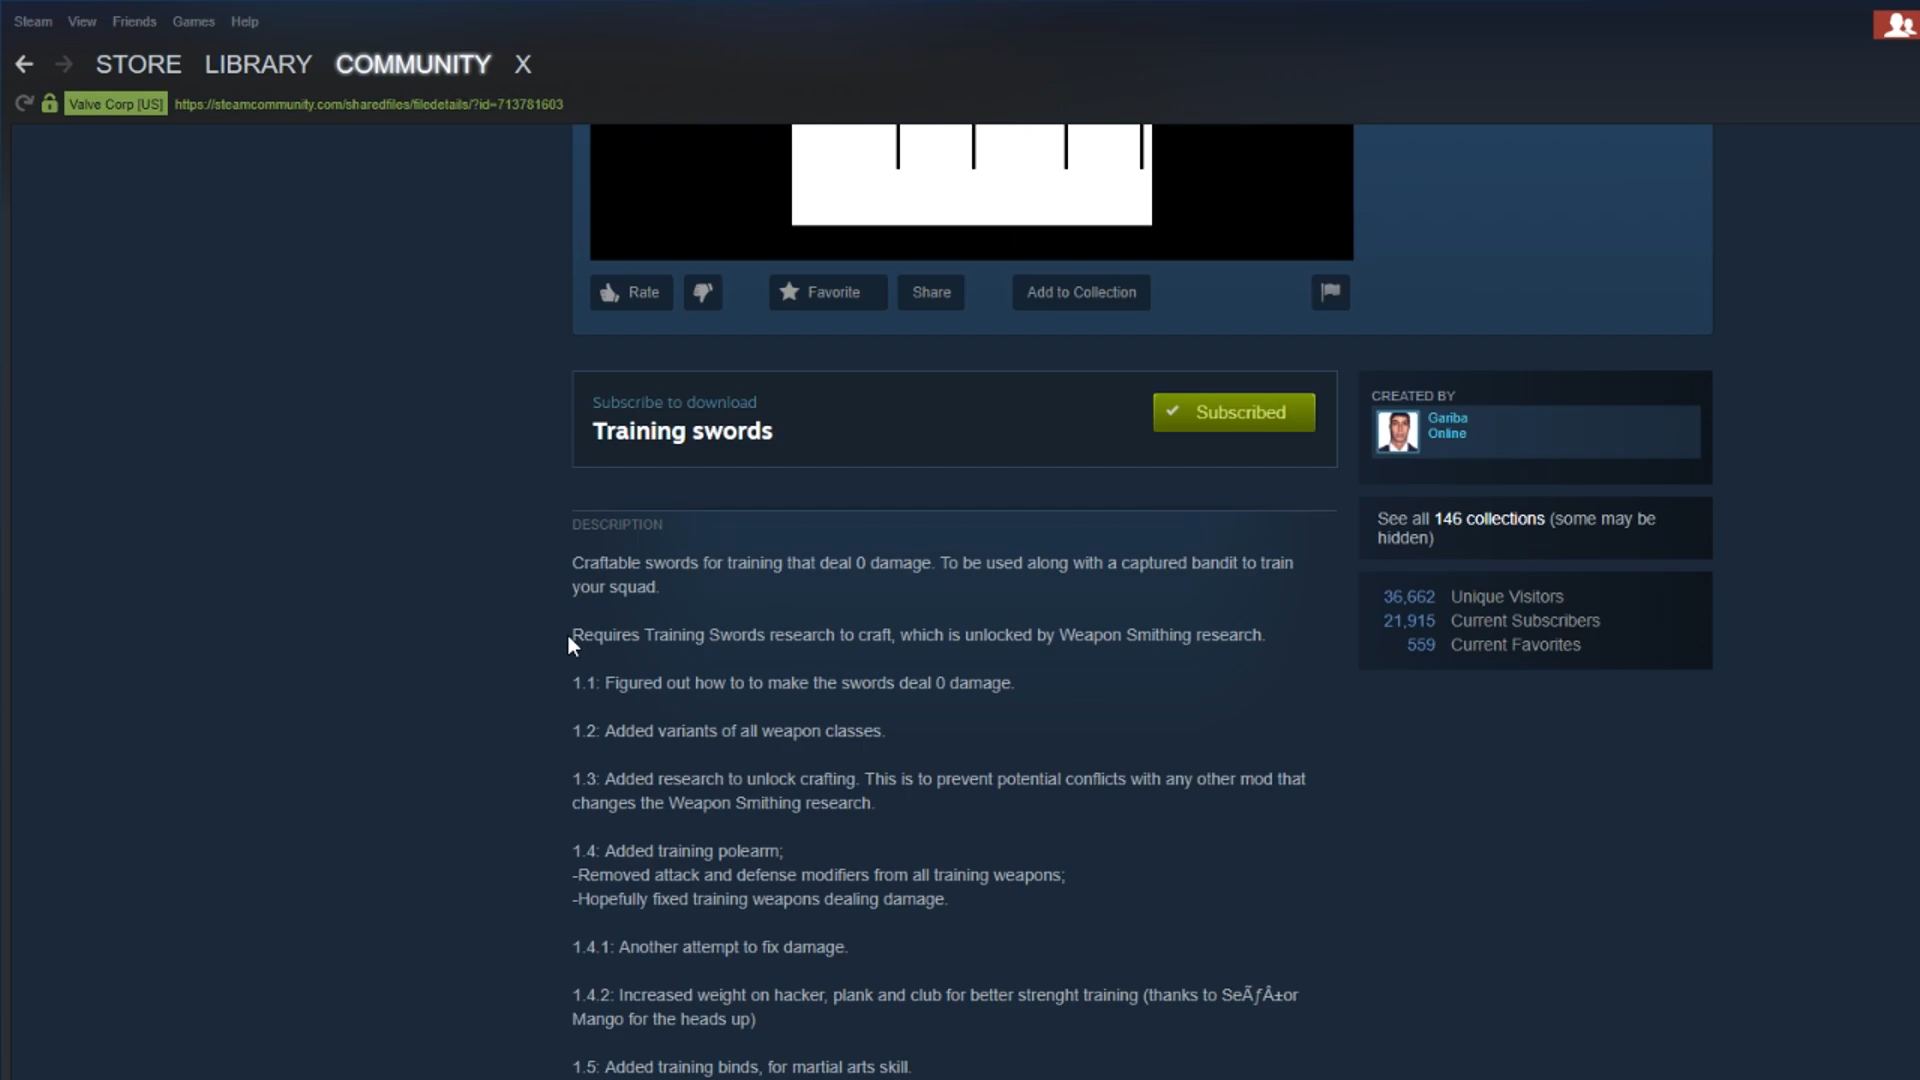 Steam View Friends Games Help
STORE LIBRARY COMMUNITY X
Valve Corp [US] https://steamcommunity.com/sharedfiles/filedetails/?id=713781603
Rate Favorite Share Add to Collection
Subscribe to download
Training swords
Subscribed
CREATED BY
Gariba
Online
See all 146 collections (some may be
hidden)
36,662 Unique Visitors
21,915 Current Subscribers
559 Current Favorites
DESCRIPTION
Craftable swords for training that deal 0 damage. To be used along with a captured bandit to train
your squad.
Requires Training Swords research to craft, which is unlocked by Weapon Smithing research.
1.1: Figured out how to to make the swords deal 0 damage.
1.2: Added variants of all weapon classes.
1.3: Added research to unlock crafting. This is to prevent potential conflicts with any other mod that
changes the Weapon Smithing research.
1.4: Added training polearm;
-Removed attack and defense modifiers from all training weapons;
-Hopefully fixed training weapons dealing damage.
1.4.1: Another attempt to fix damage.
1.4.2: Increased weight on hacker, plank and club for better strenght training (thanks to SeÃƒÂ±or
Mango for the heads up)
1.5: Added training binds, for martial arts skill.